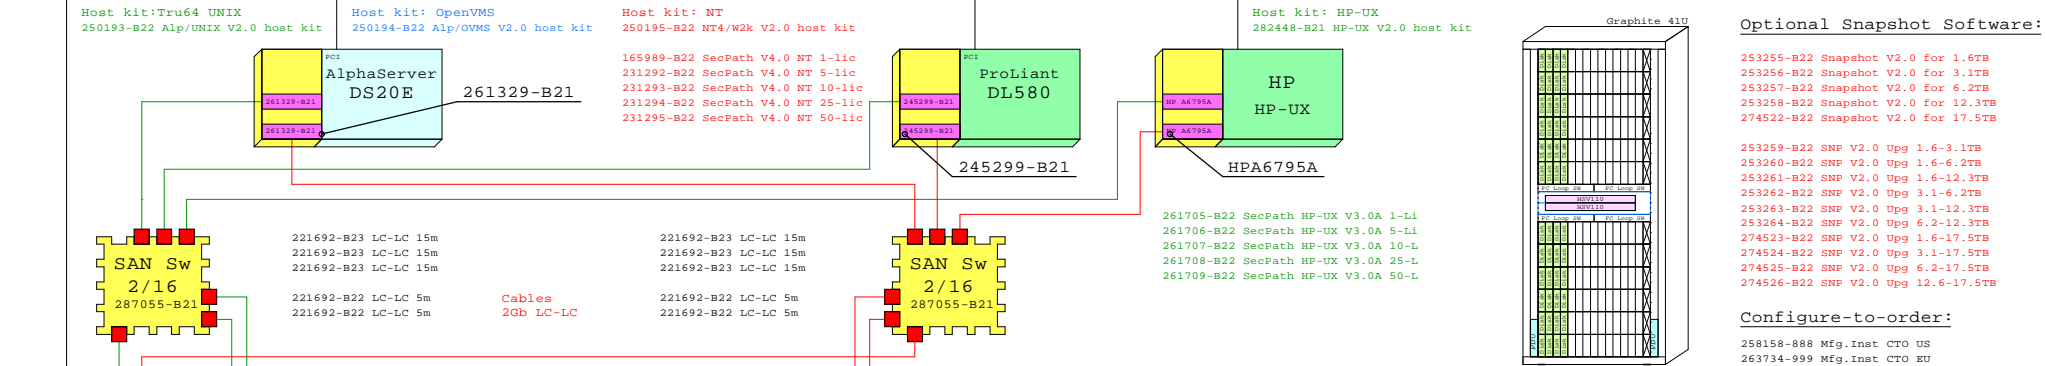 Host kit:Tru64 UNIX
250193-B22 Alp/UNIX V2.0 host kit
Host kit: OpenVMS
250194-B22 Alp/OVMS V2.0 host kit
Host kit: NT
250195-B22 NT4/W2k V2.0 host kit
165989-B22 SecPath V4.0 NT 1-lic
231292-B22 SecPath V4.0 NT 5-lic
231293-B22 SecPath V4.0 NT 10-lic
231294-B22 SecPath V4.0 NT 25-lic
231295-B22 SecPath V4.0 NT 50-lic
Host kit: HP-UX
282448-B21 HP-UX V2.0 host kit
PCI
AlphaServer
DS20E
261329-B21
261329-B21
261329-B21
PCI
ProLiant
DL580
245299-B21
245299-B21
245299-B21
HP
HP-UX
HP A6795A
HP A6795A
HPA6795A
261705-B22 SecPath HP-UX V3.0A 1-Li
261706-B22 SecPath HP-UX V3.0A 5-Li
261707-B22 SecPath HP-UX V3.0A 10-L
261708-B22 SecPath HP-UX V3.0A 25-L
261709-B22 SecPath HP-UX V3.0A 50-L
SAN Sw
2/16
287055-B21
221692-B23 LC-LC 15m
221692-B23 LC-LC 15m
221692-B23 LC-LC 15m
221692-B22 LC-LC 5m
221692-B22 LC-LC 5m
Cables
2Gb LC-LC
221692-B23 LC-LC 15m
221692-B23 LC-LC 15m
221692-B23 LC-LC 15m
221692-B22 LC-LC 5m
221692-B22 LC-LC 5m
SAN Sw
2/16
287055-B21
Graphite 41U
FC Loop SW
FC Loop SW
HSV110
HSV110
FC Loop SW
FC Loop SW
PDU
PDU
Optional Snapshot Software:
253255-B22 Snapshot V2.0 for 1.6TB
253256-B22 Snapshot V2.0 for 3.1TB
253257-B22 Snapshot V2.0 for 6.2TB
253258-B22 Snapshot V2.0 for 12.3TB
274522-B22 Snapshot V2.0 for 17.5TB
253259-B22 SNP V2.0 Upg 1.6-3.1TB
253260-B22 SNP V2.0 Upg 1.6-6.2TB
253261-B22 SNP V2.0 Upg 1.6-12.3TB
253262-B22 SNP V2.0 Upg 3.1-6.2TB
253263-B22 SNP V2.0 Upg 3.1-12.3TB
253264-B22 SNP V2.0 Upg 6.2-12.3TB
274523-B22 SNP V2.0 Upg 1.6-17.5TB
274524-B22 SNP V2.0 Upg 3.1-17.5TB
274525-B22 SNP V2.0 Upg 6.2-17.5TB
274526-B22 SNP V2.0 Upg 12.6-17.5TB
Configure-to-order:
258158-888 Mfg.Inst CTO US
263734-999 Mfg.Inst CTO EU